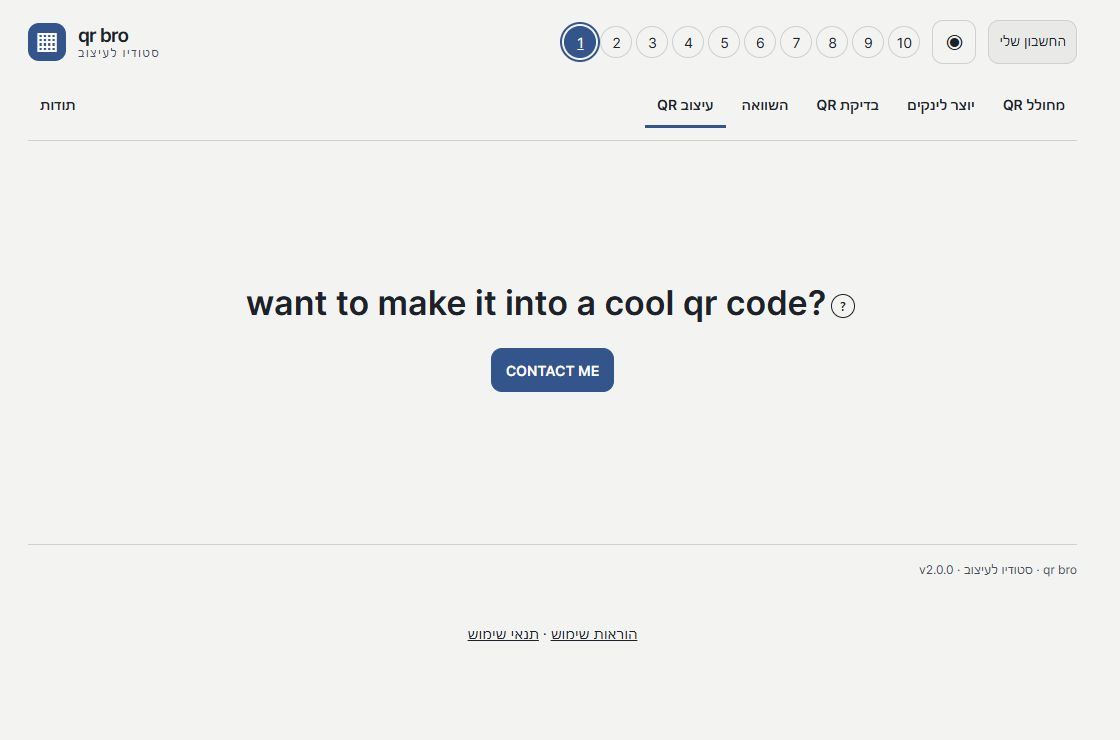 qr bro
סטודיו לעיצוב
1 2 3 4 5 6 7 8 9 10
החשבון שלי
מחולל QR
יוצר לינקים
בדיקת QR
השוואה
עיצוב QR
תודות
want to make it into a cool qr code? ?
CONTACT ME
qr bro · סטודיו לעיצוב · v2.0.0
הוראות שימוש · תנאי שימוש